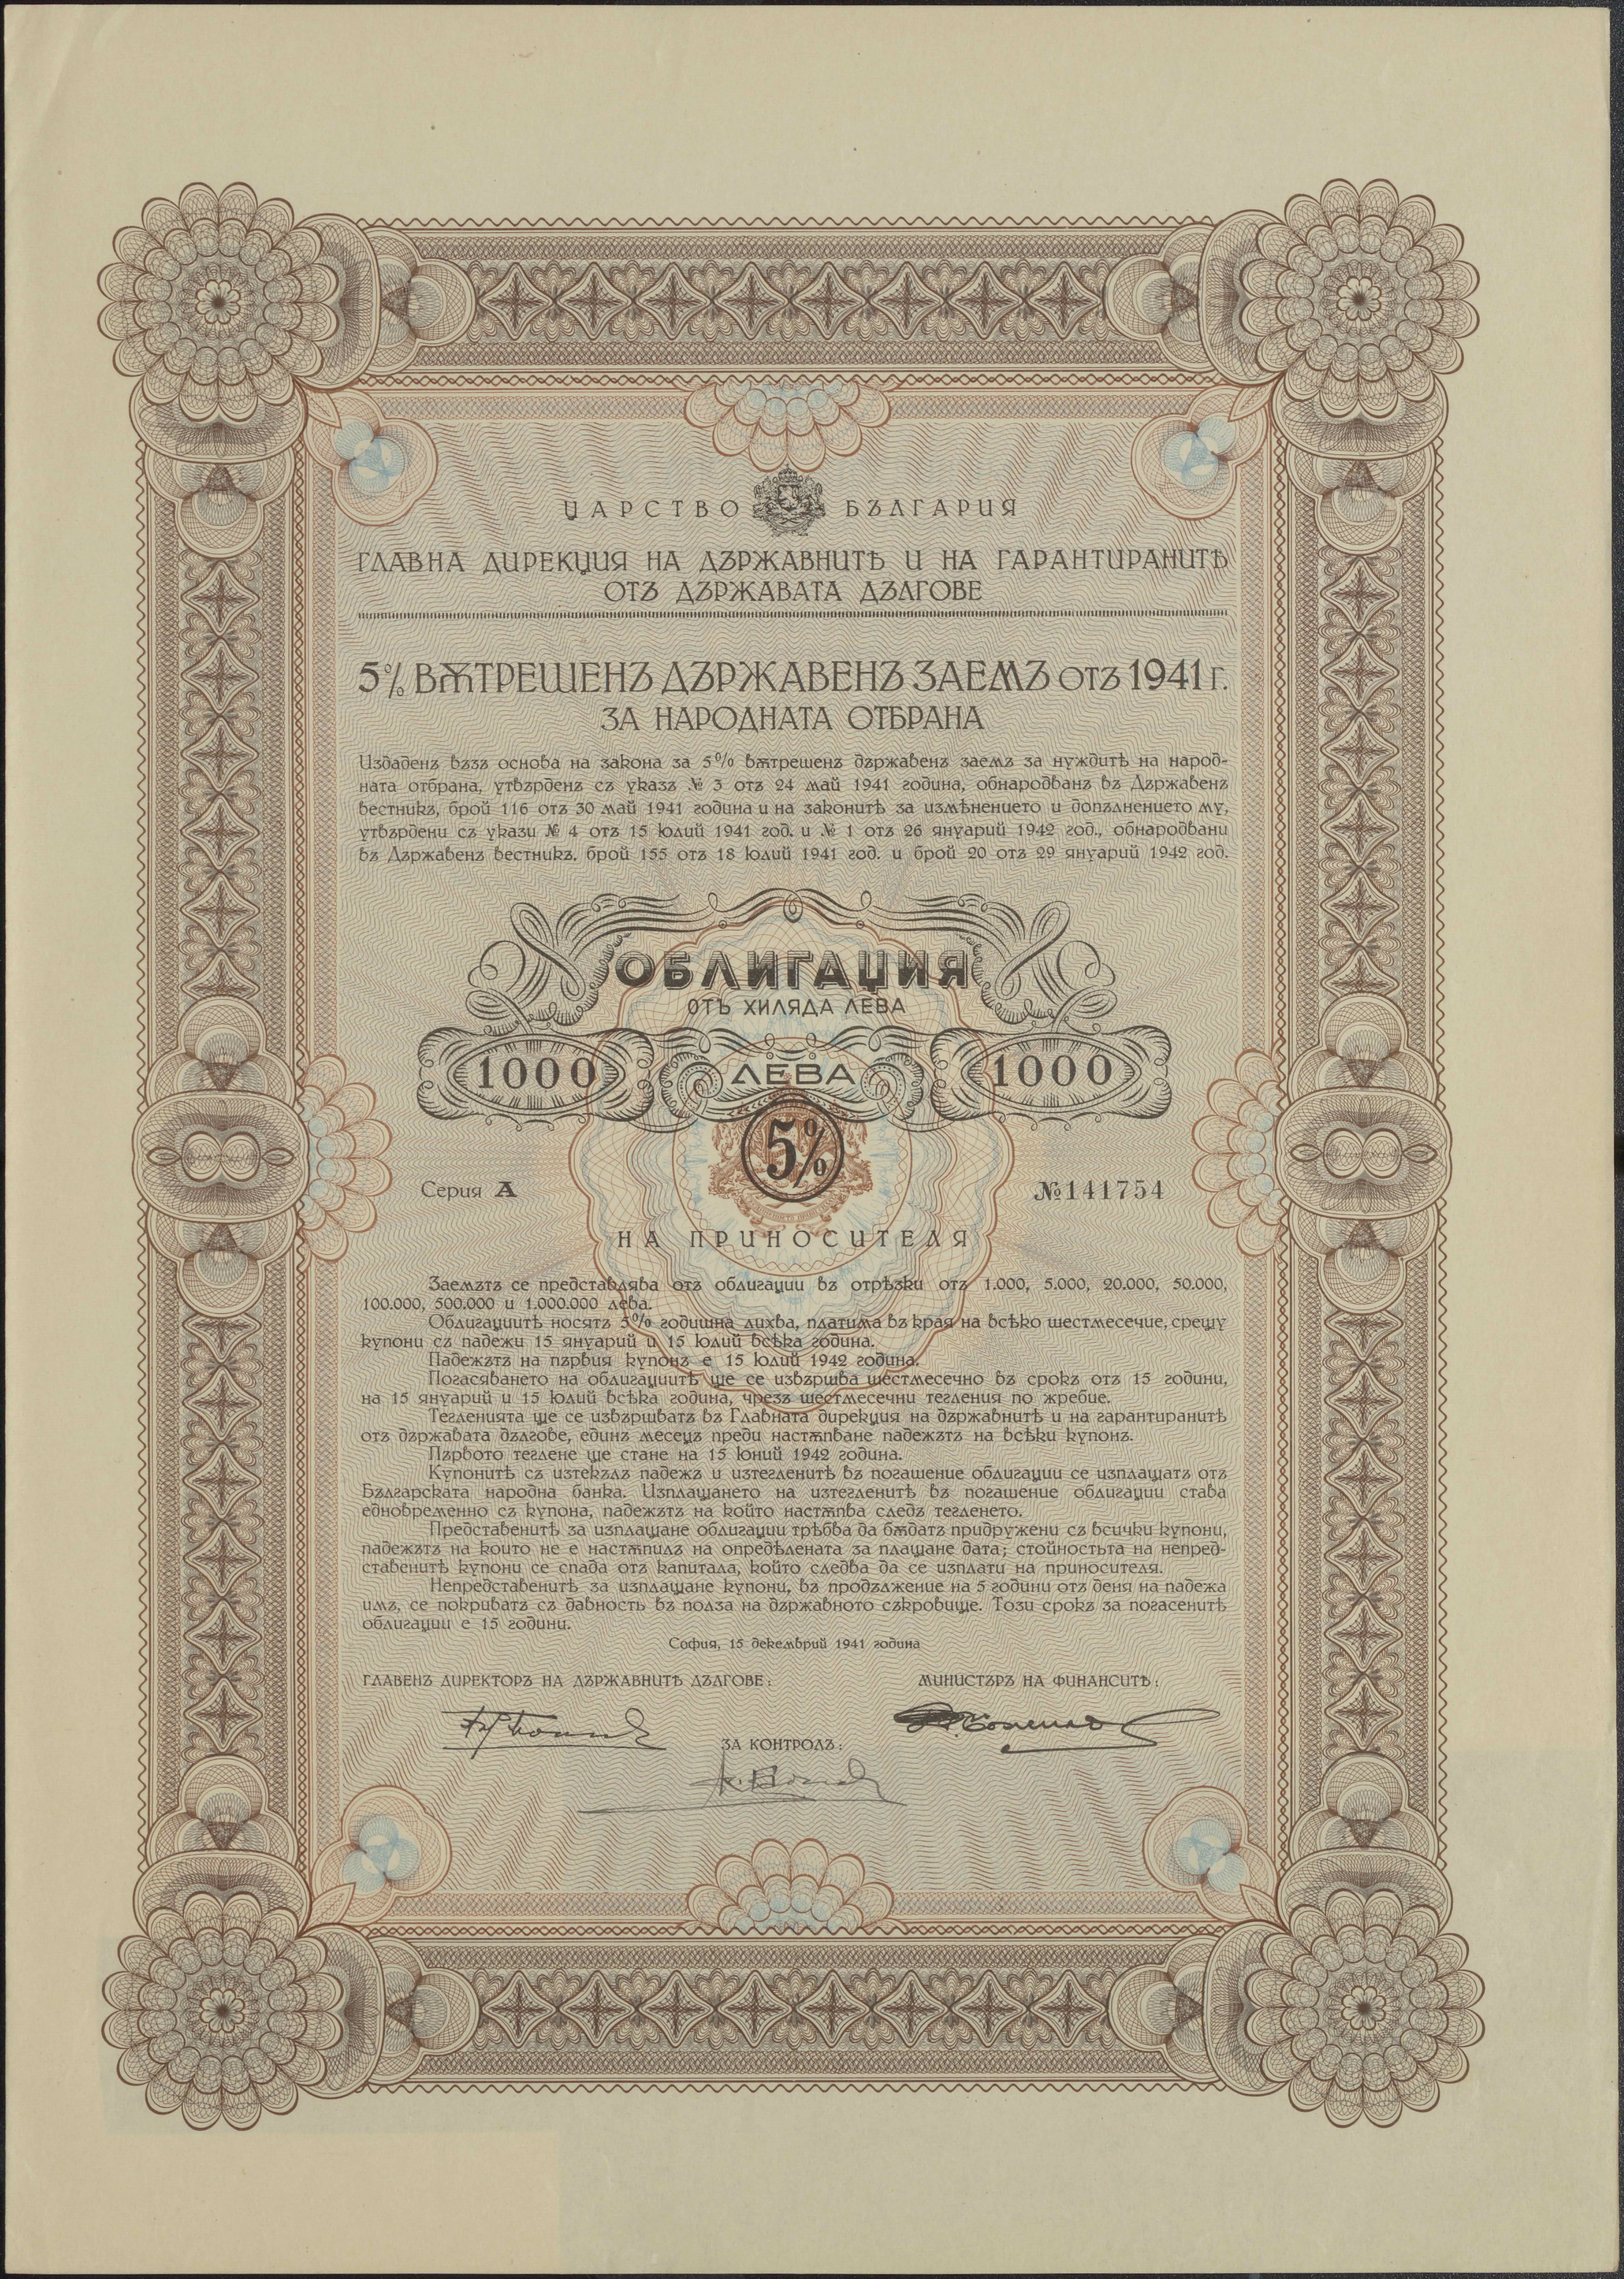 ЦАРСТВО БЪЛГАРИЯ
ГЛАВНА ДИРЕКЦИЯ НА ДЪРЖАВНИТѢ И НА ГАРАНТИРАНИТѢ
ОТЪ ДЪРЖАВАТА ДЪЛГОВЕ
5% ВѪТРЕШЕНЪ ДЪРЖАВЕНЪ ЗАЕМЪ отъ 1941 г.
ЗА НАРОДНАТА ОТБРАНА
Издаденъ възъ основа на закона за 5% вѫтрешенъ държавенъ заемъ за нуждитѣ на народ-
ната отбрана, утвърденъ съ указъ № 3 отъ 24 май 1941 година, обнародванъ въ Държавенъ
вестникъ, брой 116 отъ 30 май 1941 година и на законитѣ за измѣнението и допълнението му,
утвърдени съ укази № 4 отъ 15 юлий 1941 год. и № 1 отъ 26 януарий 1942 год., обнародвани
въ Държавенъ вестникъ, брой 155 отъ 18 юлий 1941 год. и брой 20 отъ 29 януарий 1942 год.
ОБЛИГАЦИЯ
ОТЪ ХИЛЯДА ЛЕВА
1000 ЛЕВА 1000
5%
Серия А №141754
НА ПРИНОСИТЕЛЯ
Заемътъ се представлява отъ облигации въ отрѣзки отъ 1.000, 5.000, 20.000, 50.000,
100.000, 500.000 и 1.000.000 лева.
Облигациитѣ носятъ 5% годишна лихва, платима въ края на всѣко шестмесечие, срещу
купони съ падежи 15 януарий и 15 юлий всѣка година.
Падежътъ на първия купонъ е 15 юлий 1942 година.
Погасяването на облигациитѣ ще се извършва шестмесечно въ срокъ отъ 15 години,
на 15 януарий и 15 юлий всѣка година, чрезъ шестмесечни тегления по жребие.
Тегленията ще се извършватъ въ Главната дирекция на държавнитѣ и на гарантиранитѣ
отъ държавата дългове, единъ месецъ преди настѫпване падежътъ на всѣки купонъ.
Първото теглене ще стане на 15 юний 1942 година.
Купонитѣ съ изтекълъ падежъ и изтегленитѣ въ погашение облигации се изплащатъ отъ
Българската народна банка. Изплащането на изтегленитѣ въ погашение облигации става
едновременно съ купона, падежътъ на който настѫпва следъ тегленето.
Представенитѣ за изплащане облигации трѣбва да бѫдатъ придружени съ всички купони,
падежътъ на които не е настѫпилъ на опредѣлената за плащане дата; стойностьта на непред-
ставенитѣ купони се спада отъ капитала, който следва да се изплати на приносителя.
Непредставенитѣ за изплащане купони, въ продължение на 5 години отъ деня на падежа
имъ, се покриватъ съ давность въ полза на държавното съкровище. Този срокъ за погасенитѣ
облигации е 15 години.
София, 15 декемврий 1941 година
ГЛАВЕНЪ ДИРЕКТОРЪ НА ДЪРЖАВНИТѢ ДЪЛГОВЕ: МИНИСТЪРЪ НА ФИНАНСИТѢ:
ЗА КОНТРОЛЪ: